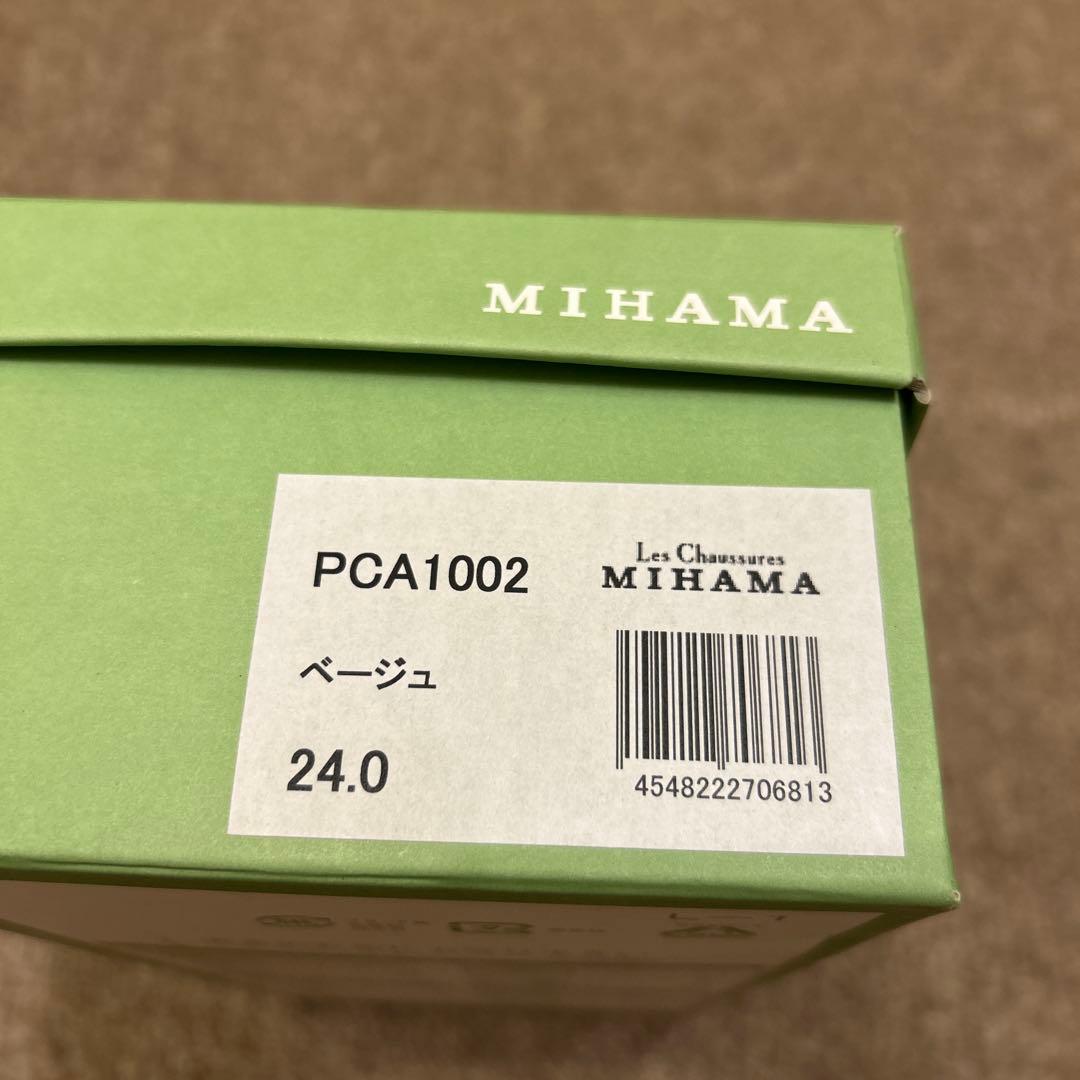 MIHAMA
PCA1002
Les Chaussures
MIHAMA
ベージュ
24.0
4548222706813